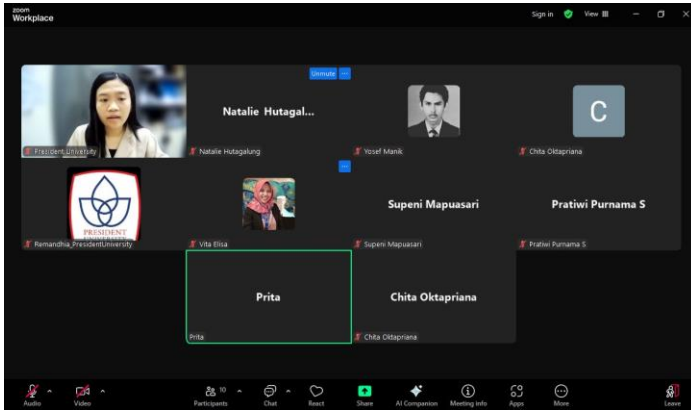 zoom
Workplace
Sign in
View
Unmute
Natalie Hutagal...
C
President University
Natalie Hutagalung
Yosef Manik
Chita Oktapriana
PRESIDENT
UNIVERSITY
Supeni Mapuasari
Pratiwi Purnama S
Remandhia_PresidentUniversity
Vita Elisa
Supeni Mapuasari
Pratiwi Purnama S
Prita
Chita Oktapriana
Prita
Chita Oktapriana
10
Audio
Video
Participants
Chat
React
Share
AI Companion
Meeting info
Apps
More
Leave